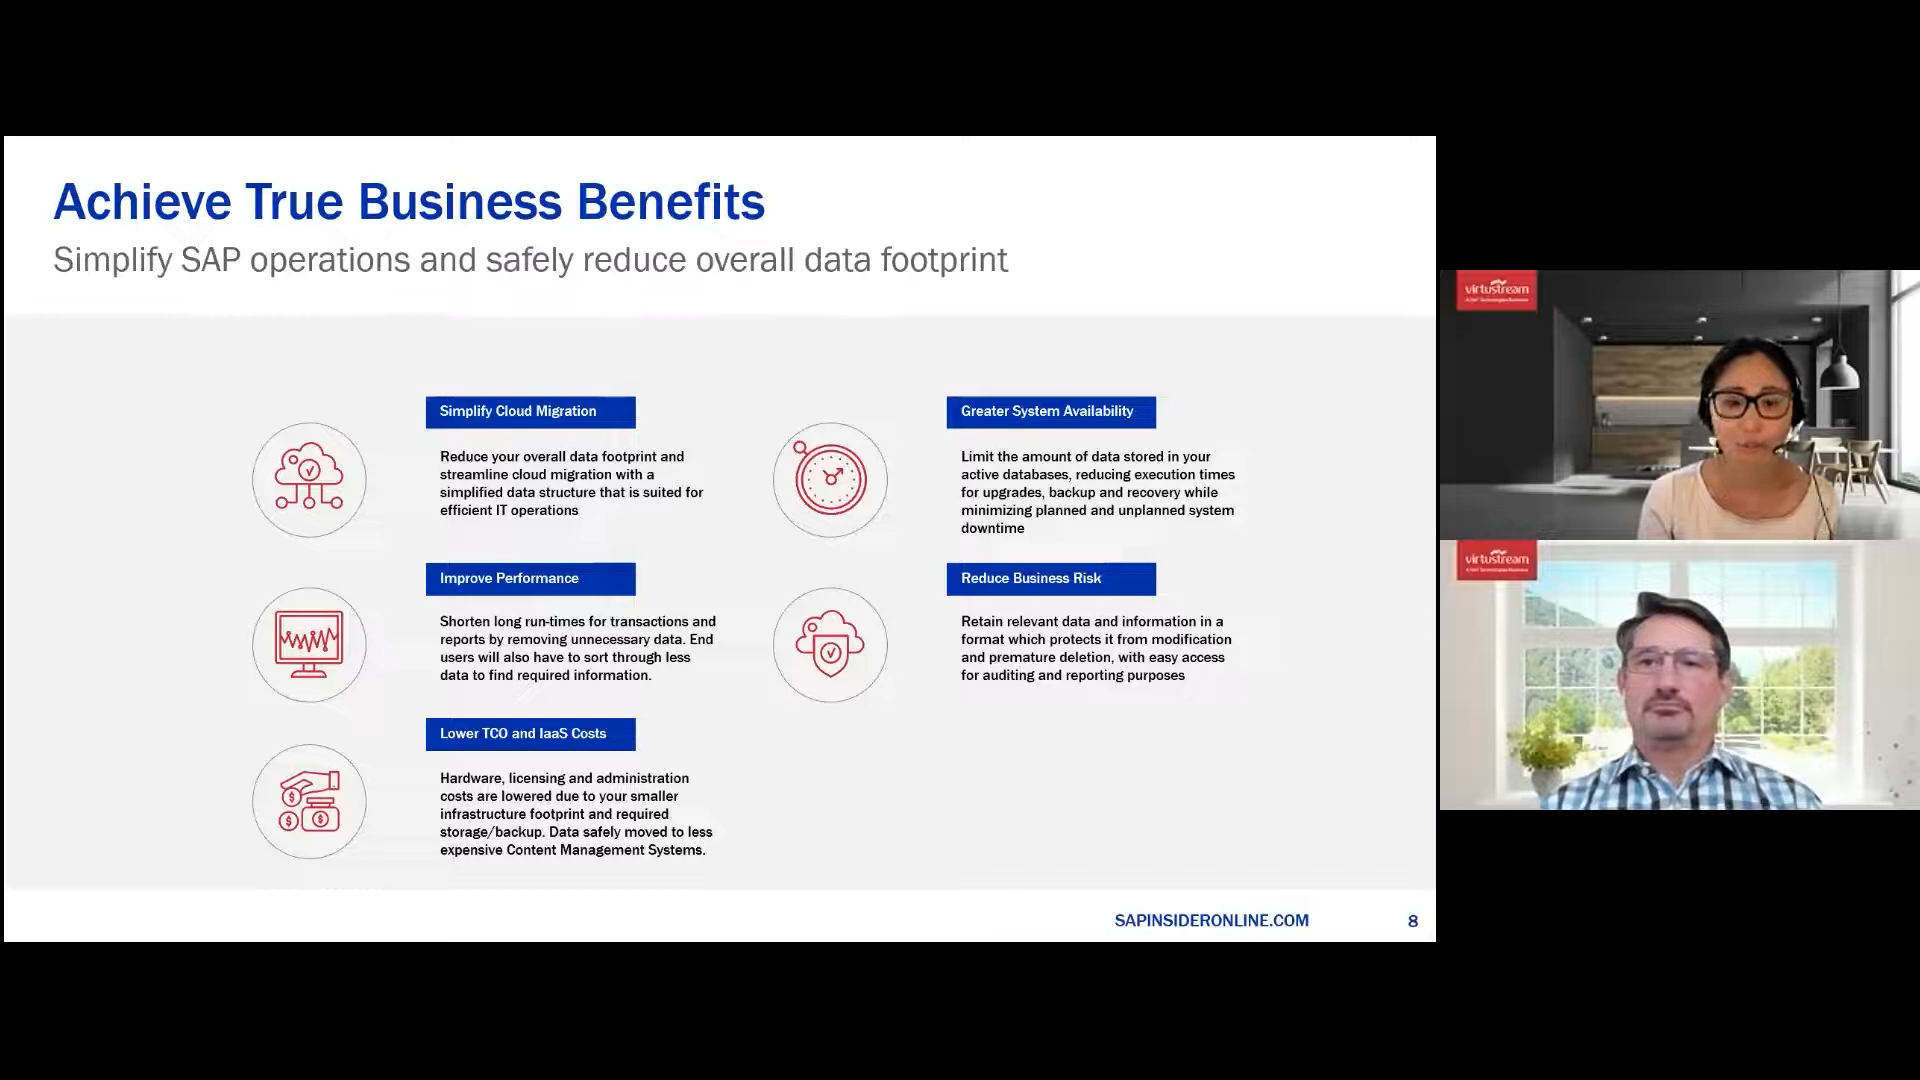 Achieve True Business Benefits
Simplify SAP operations and safely reduce overall data footprint
Simplify Cloud Migration
Reduce your overall data footprint and
streamline cloud migration with a
simplified data structure that is suited for
efficient IT operations
Improve Performance
Shorten long run-times for transactions and
reports by removing unnecessary data. End
users will also have to sort through less
data to find required information.
Lower TCO and IaaS Costs
Hardware, licensing and administration
costs are lowered due to your smaller
infrastructure footprint and required
storage/backup. Data safely moved to less
expensive Content Management Systems.
Greater System Availability
Limit the amount of data stored in your
active databases, reducing execution times
for upgrades, backup and recovery while
minimizing planned and unplanned system
downtime
Reduce Business Risk
Retain relevant data and information in a
format which protects it from modification
and premature deletion, with easy access
for auditing and reporting purposes
SAPINSIDERONLINE.COM
8
virtustream
virtustream